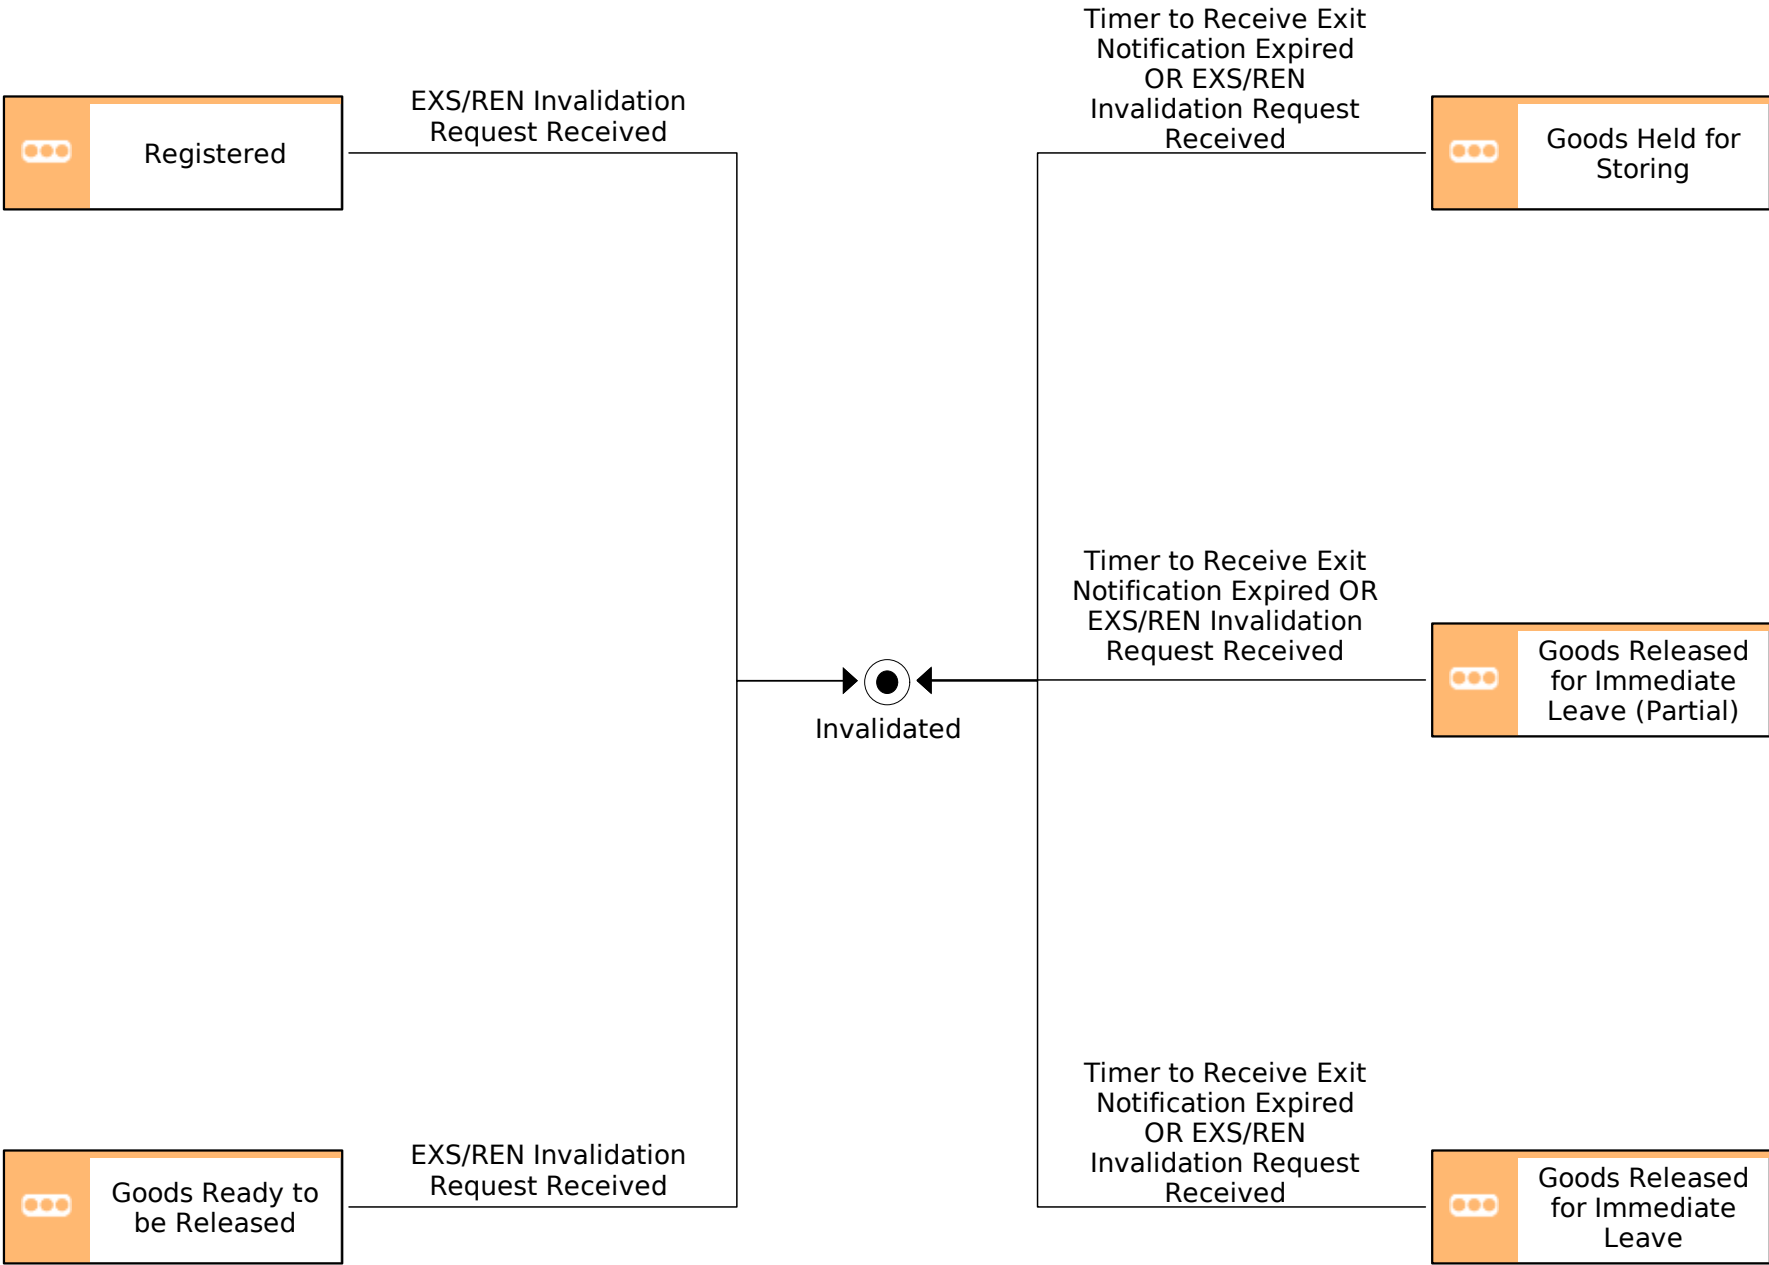 EXS/REN Invalidation
Request Received
Registered
Timer to Receive Exit
Notification Expired
OR EXS/REN
Invalidation Request
Received
Goods Held for
Storing
Timer to Receive Exit
Notification Expired OR
EXS/REN Invalidation
Request Received
Goods Released
for Immediate
Leave (Partial)
Invalidated
EXS/REN Invalidation
Request Received
Goods Ready to
be Released
Timer to Receive Exit
Notification Expired
OR EXS/REN
Invalidation Request
Received
Goods Released
for Immediate
Leave